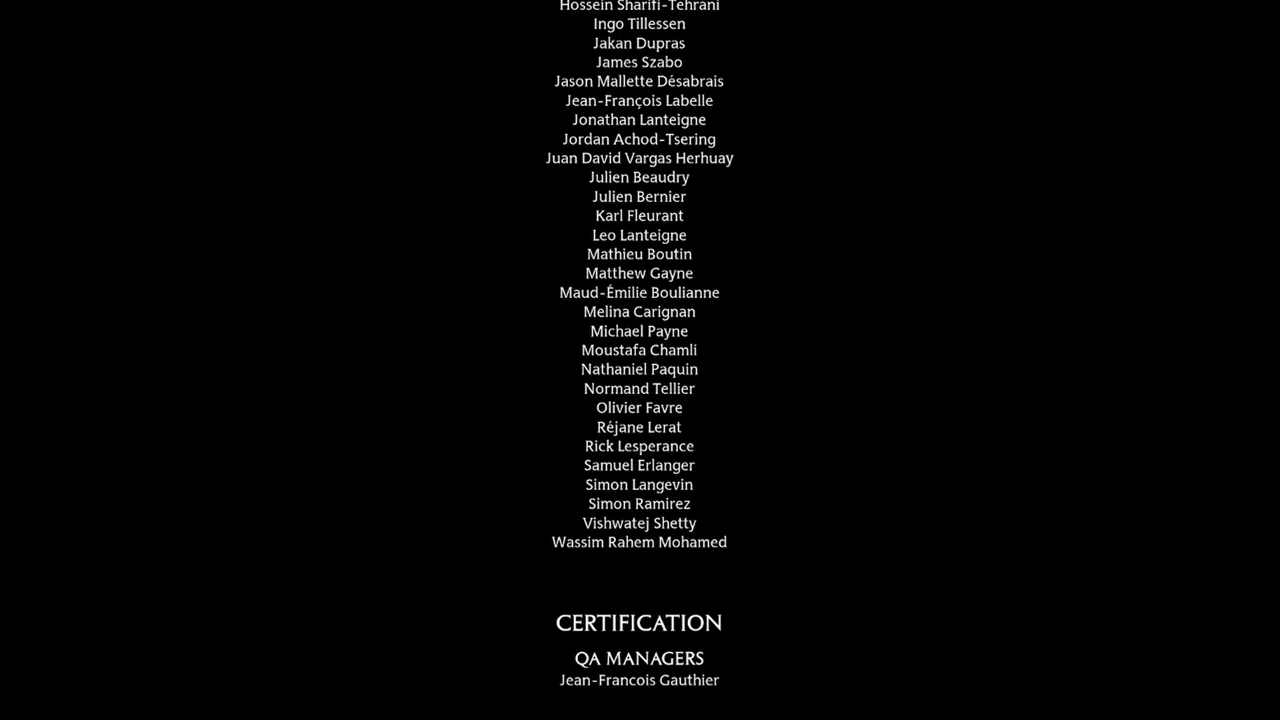 Hossein Sharifi-Tehrani
Ingo Tillessen
Jakan Dupras
James Szabo
Jason Mallette Désabrais
Jean-François Labelle
Jonathan Lanteigne
Jordan Achod-Tsering
Juan David Vargas Herhuay
Julien Beaudry
Julien Bernier
Karl Fleurant
Leo Lanteigne
Mathieu Boutin
Matthew Gayne
Maud-Émilie Boulianne
Melina Carignan
Michael Payne
Moustafa Chamli
Nathaniel Paquin
Normand Tellier
Olivier Favre
Réjane Lerat
Rick Lesperance
Samuel Erlanger
Simon Langevin
Simon Ramirez
Vishwatej Shetty
Wassim Rahem Mohamed
CERTIFICATION
QA MANAGERS
Jean-Francois Gauthier